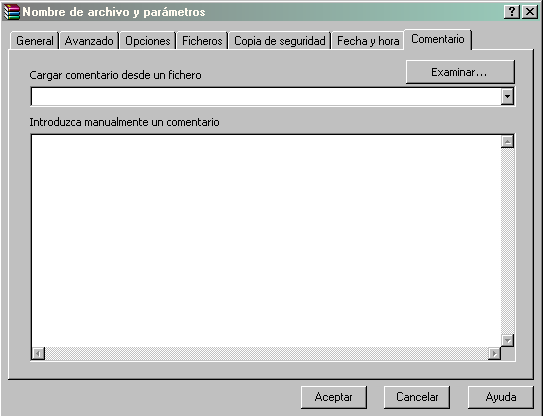 Nombre de archivo y parámetros
General Avanzado Opciones Ficheros Copia de seguridad Fecha y hora Comentario
Cargar comentario desde un fichero
Examinar...
Introduzca manualmente un comentario
Aceptar Cancelar Ayuda